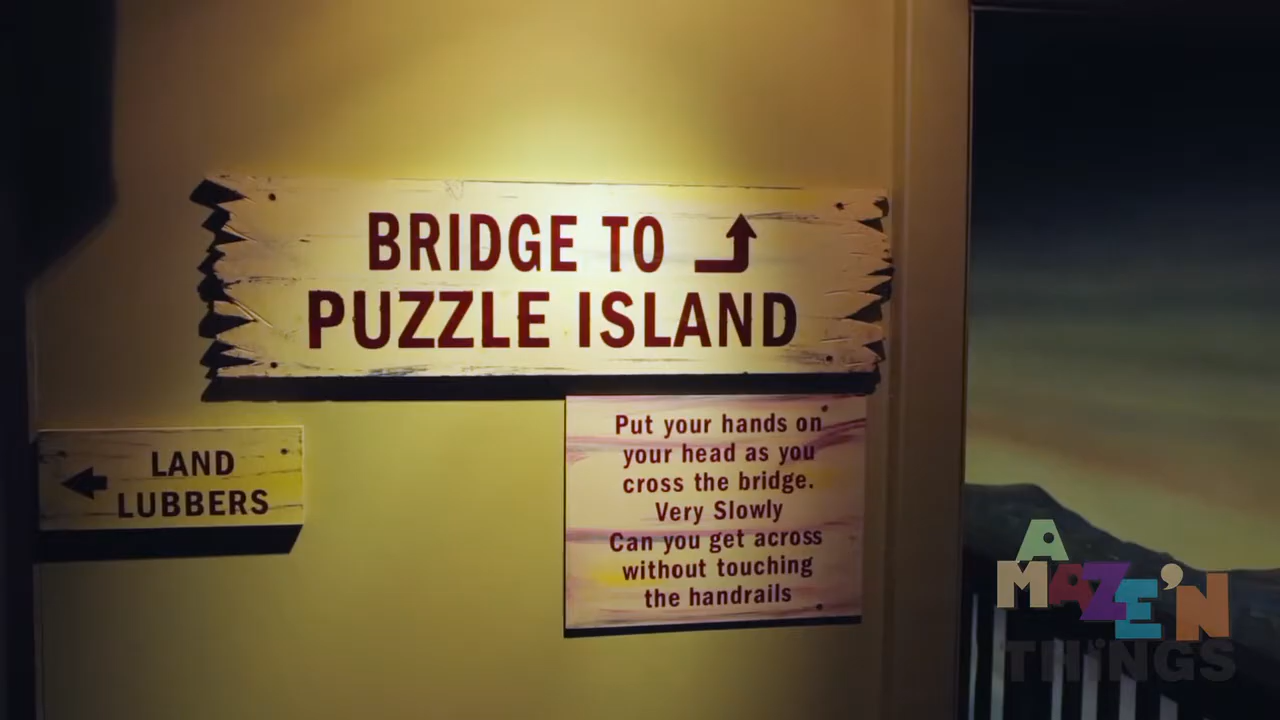 BRIDGE TO
PUZZLE ISLAND
LAND
LUBBERS
Put your hands on
your head as you
cross the bridge.
Very Slowly
Can you get across
without touching
the handrails
A
MAZE'N
THiNGS